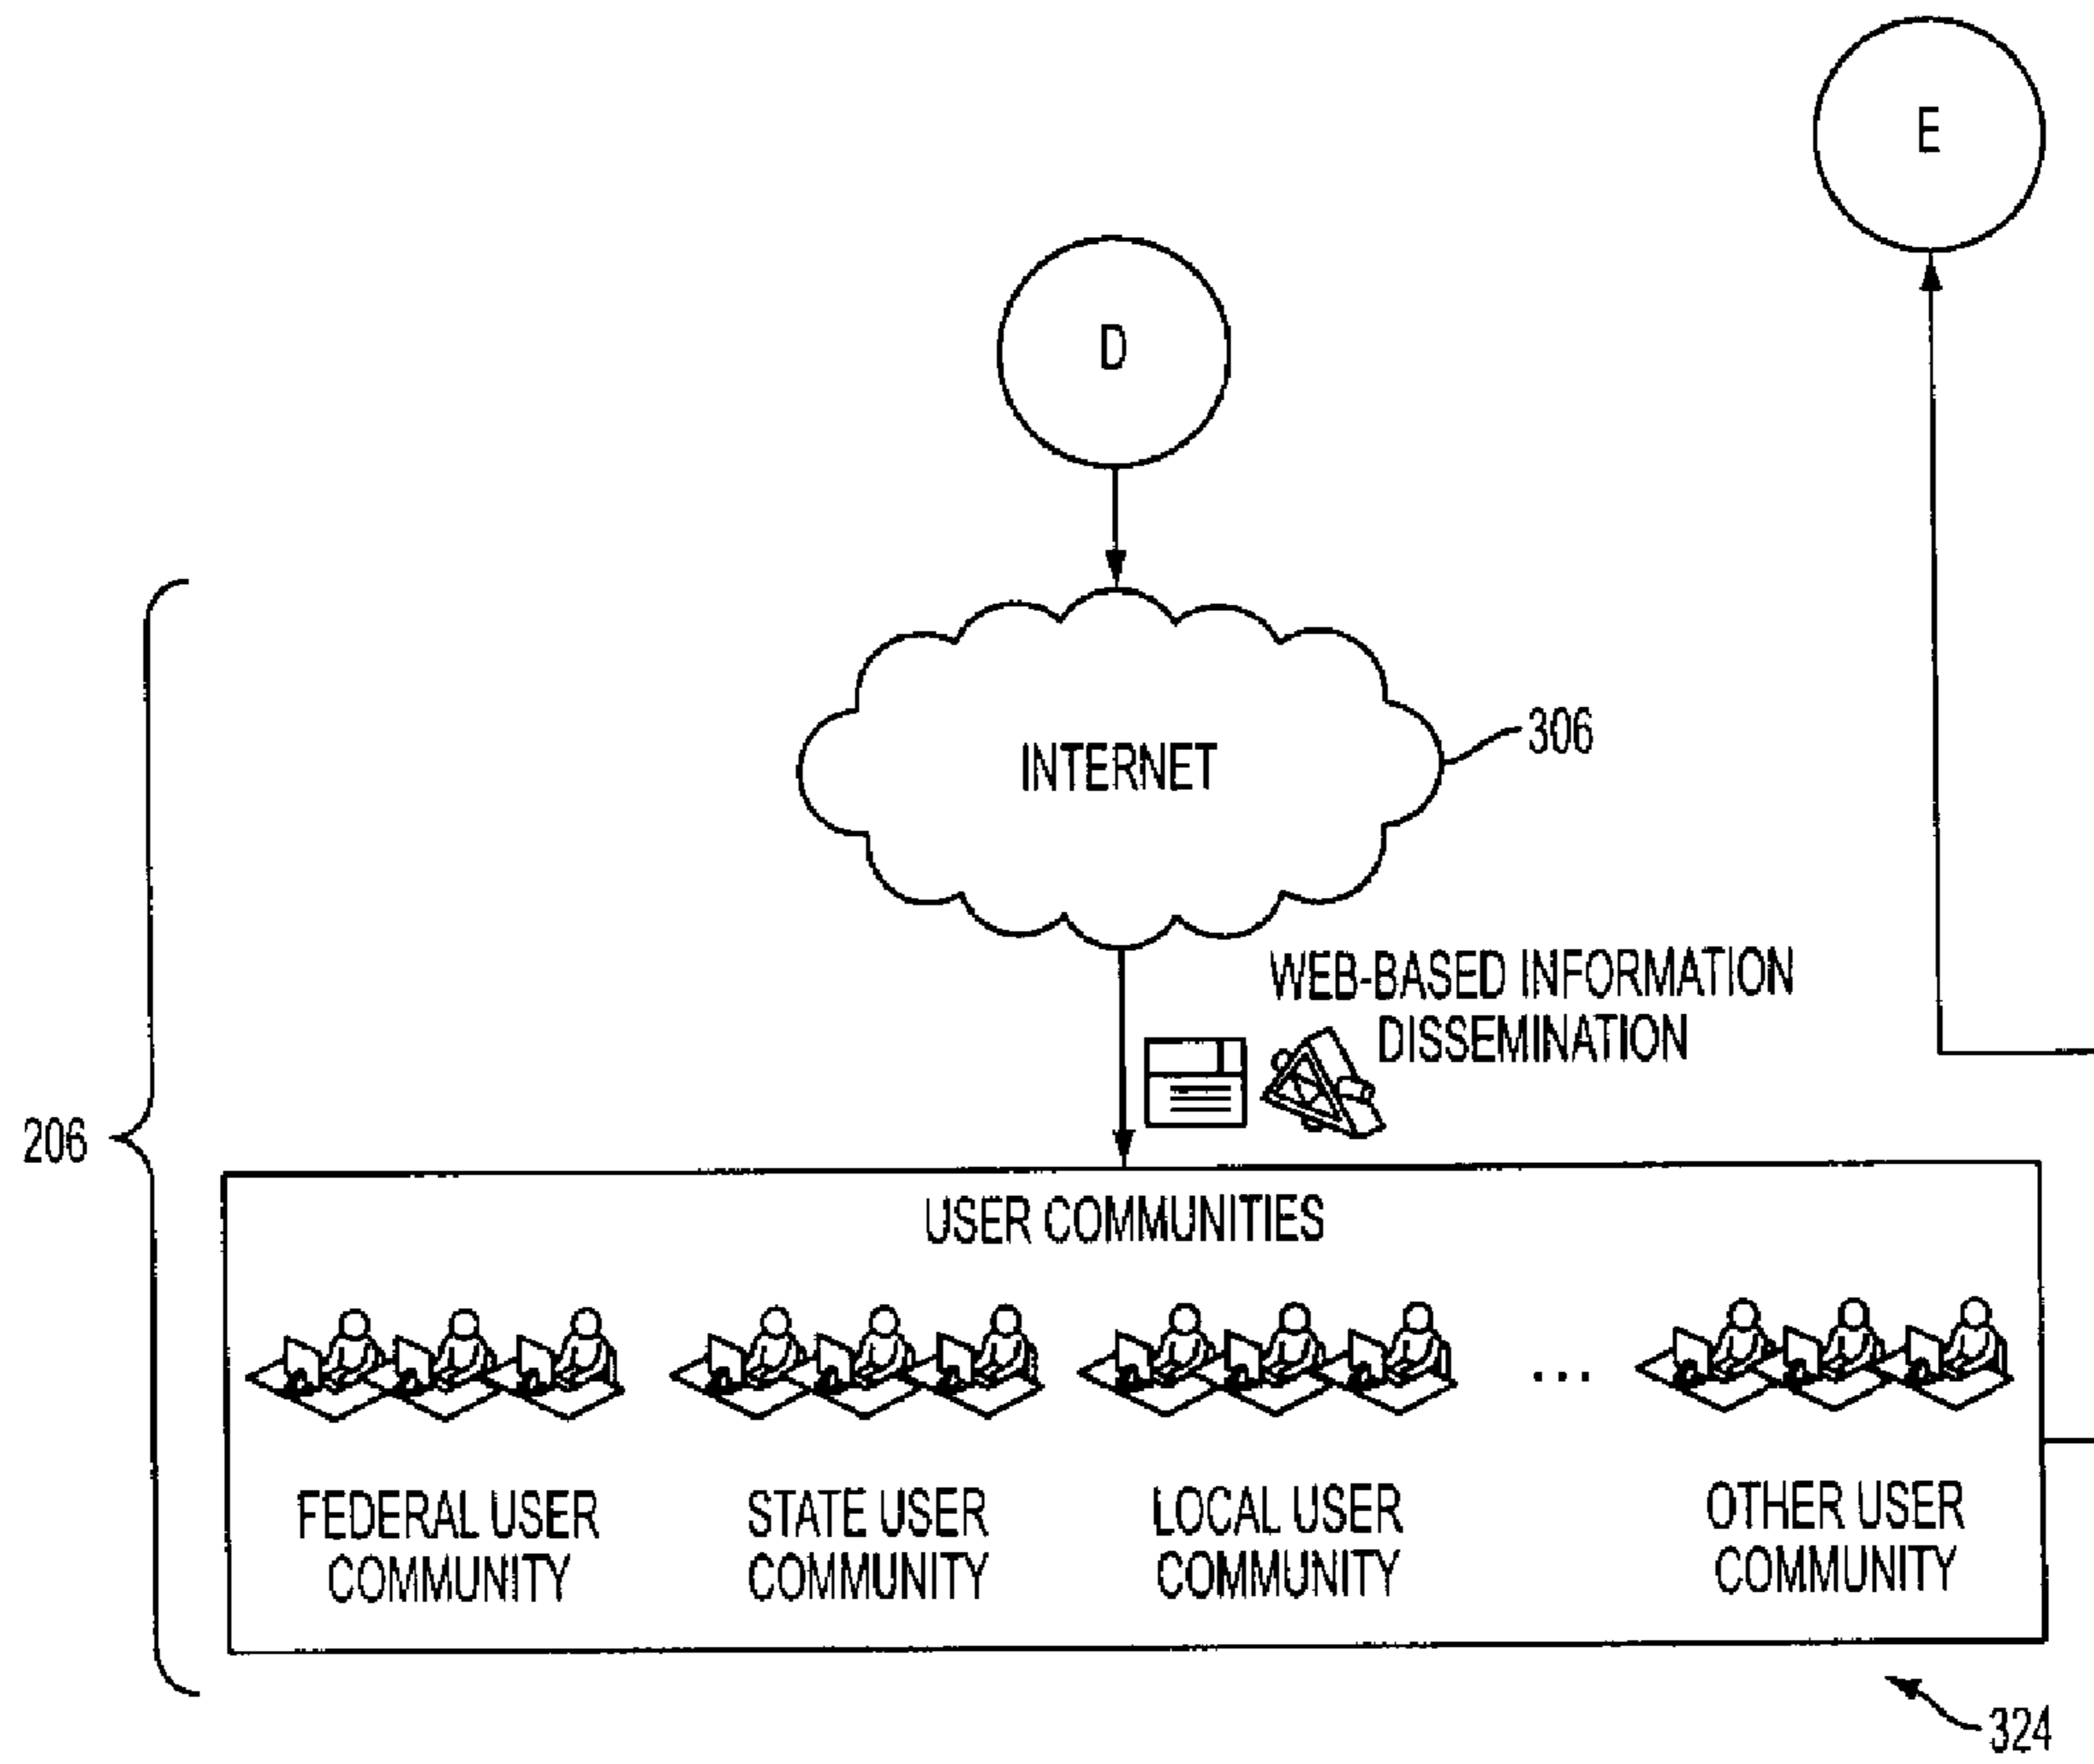 E
D
INTERNET
306
WEB-BASED INFORMATION
DISSEMINATION
206
USER COMMUNITIES
...
FEDERAL USER
COMMUNITY
STATE USER
COMMUNITY
LOCAL USER
COMMUNITY
OTHER USER
COMMUNITY
324